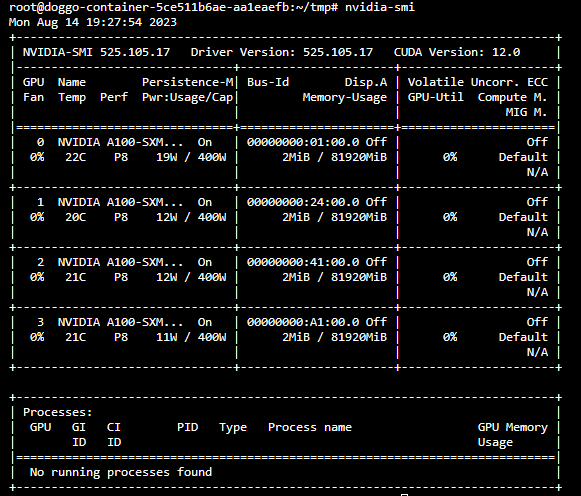 root@doggo-container-5ce511b6ae-aa1eaefb:~/tmp# nvidia-smi
Mon Aug 14 19:27:54 2023
+-----------------------------------------------------------------------------+
| NVIDIA-SMI 525.105.17   Driver Version: 525.105.17   CUDA Version: 12.0     |
|-------------------------------+----------------------+----------------------+
| GPU  Name        Persistence-M| Bus-Id        Disp.A | Volatile Uncorr. ECC |
| Fan  Temp  Perf  Pwr:Usage/Cap|         Memory-Usage | GPU-Util  Compute M. |
|                               |                      |               MIG M. |
|===============================+======================+======================|
|   0  NVIDIA A100-SXM...  On   | 00000000:01:00.0 Off |                  Off |
| 0%   22C    P8    19W / 400W |      2MiB / 81920MiB |      0%      Default |
|                               |                      |                  N/A |
+-------------------------------+----------------------+----------------------+
|   1  NVIDIA A100-SXM...  On   | 00000000:24:00.0 Off |                  Off |
| 0%   20C    P8    12W / 400W |      2MiB / 81920MiB |      0%      Default |
|                               |                      |                  N/A |
+-------------------------------+----------------------+----------------------+
|   2  NVIDIA A100-SXM...  On   | 00000000:41:00.0 Off |                  Off |
| 0%   21C    P8    12W / 400W |      2MiB / 81920MiB |      0%      Default |
|                               |                      |                  N/A |
+-------------------------------+----------------------+----------------------+
|   3  NVIDIA A100-SXM...  On   | 00000000:A1:00.0 Off |                  Off |
| 0%   21C    P8    11W / 400W |      2MiB / 81920MiB |      0%      Default |
|                               |                      |                  N/A |
+-------------------------------+----------------------+----------------------+

+-----------------------------------------------------------------------------+
| Processes:                                                                  |
|  GPU   GI   CI        PID   Type   Process name                  GPU Memory |
|        ID   ID                                                   Usage      |
|=============================================================================|
|  No running processes found                                                 |
+-----------------------------------------------------------------------------+